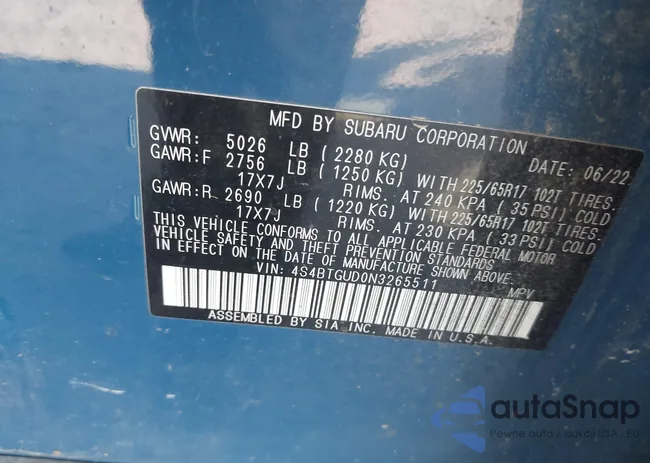 MFD BY SUBARU CORPORATION
GVWR: 5026 LB (2280 KG) DATE: 06/22
GAWR:F 2756 LB (1250 KG) WITH 225/65R17 102T TIRES.
17X7J RIMS. AT 240 KPA (35 PSI) COLD
GAWR:R 2690 LB (1220 KG) WITH 225/65R17 102T TIRES.
17X7J RIMS. AT 230 KPA (33 PSI) COLD
THIS VEHICLE CONFORMS TO ALL APPLICABLE FEDERAL MOTOR
VEHICLE SAFETY AND THEFT PREVENTION STANDARDS
IN EFFECT ON THE DATE OF MANUFACTURE SHOWN ABOVE.
VIN: 4S4BTGUD0N3265511 MPV
ASSEMBLED BY SIA INC. MADE IN U.S.A.
autaSnap
Pewne auta z aukcji USA - EU